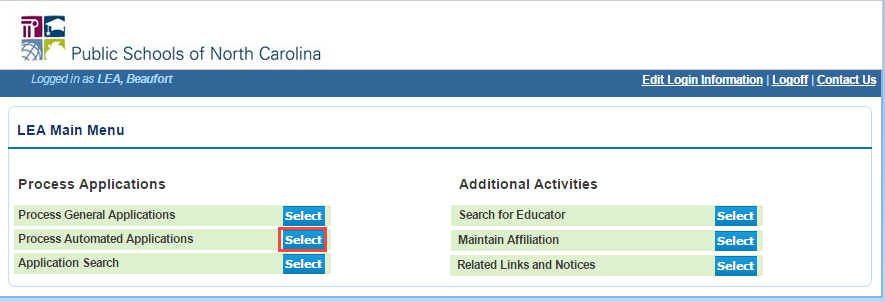 Public Schools of North Carolina
Logged in as LEA, Beaufort
Edit Login Information | Logoff | Contact Us
LEA Main Menu
Process Applications
Process General Applications Select
Process Automated Applications Select
Application Search Select
Additional Activities
Search for Educator Select
Maintain Affiliation Select
Related Links and Notices Select